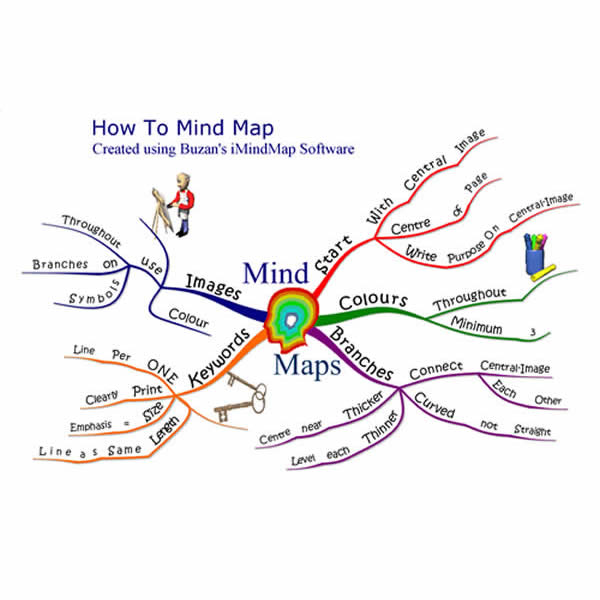 How To Mind Map
Created using Buzan's iMindMap Software
Mind
Maps
Start
With Central Image
Centre of Page
Write Purpose On Central-Image
Colours
Throughout
Minimum 3
Branches
Connect
Central-Image
Each Other
Curved not Straight
Thicker
Centre near
Thinner
Level each
Keywords
ONE
Line Per
Print
Clearly
Size
Emphasis =
Length
Line as Same
Images
use
Throughout
Branches on
Symbols
Colour